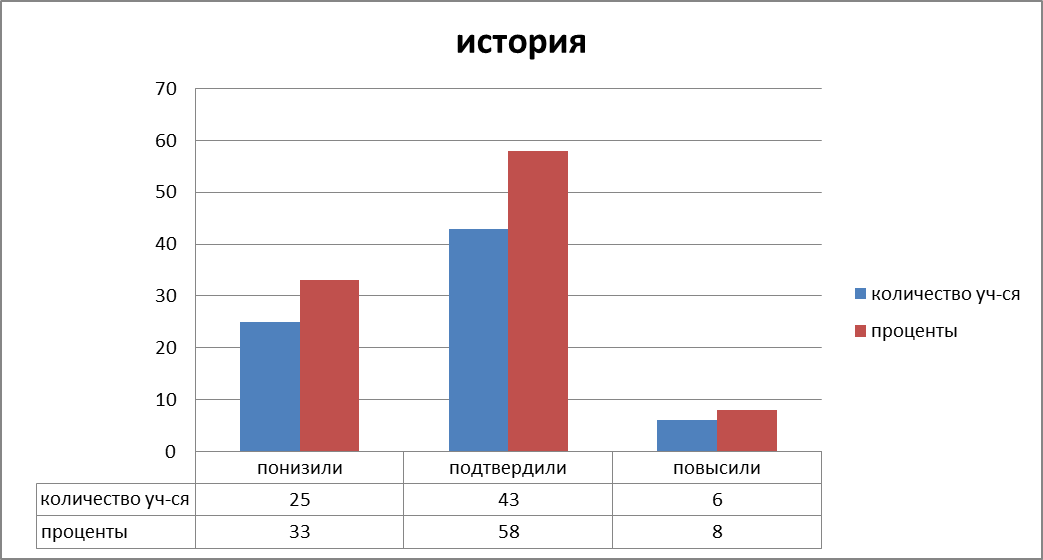 история
70
60
50
40
30
20
10
0
количество уч-ся
проценты
понизили подтвердили повысили
количество уч-ся 25 43 6
проценты 33 58 8